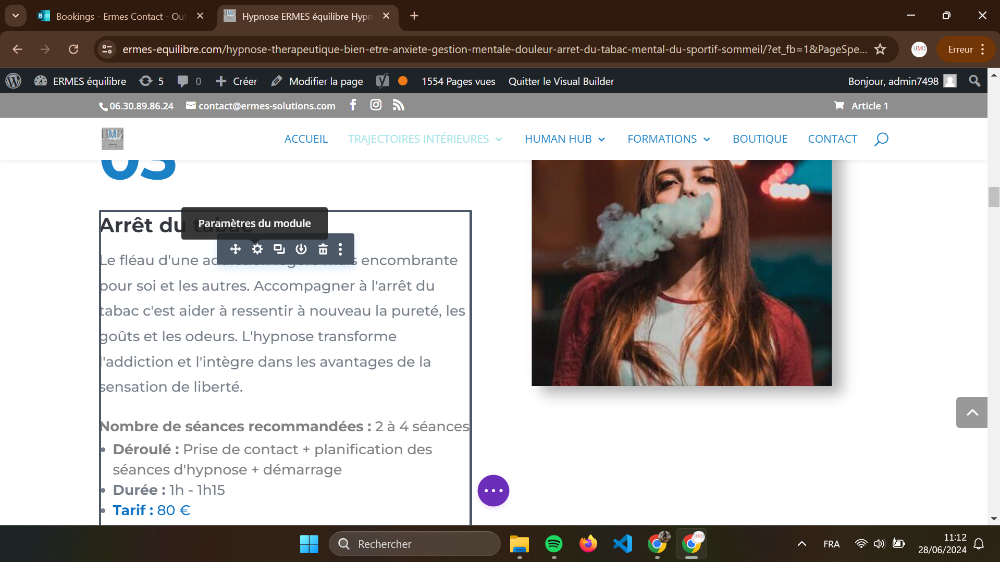 Bookings - Ermes Contact - Out
Hypnose ERMES équilibre Hypn
ermes-equilibre.com/hypnose-therapeutique-bien-etre-anxiete-gestion-mentale-douleur-arret-du-tabac-mental-du-sportif-sommeil/?et_fb=1&PageSpe...
Erreur
ERMES équilibre
5
0
Créer
Modifier la page
1554 Pages vues
Quitter le Visual Builder
Bonjour, admin7498
06.30.89.86.24
contact@ermes-solutions.com
Article 1
ERMES
ACCUEIL
TRAJECTOIRES INTÉRIEURES
HUMAN HUB
FORMATIONS
BOUTIQUE
CONTACT
03
Arrêt du tabac
Paramètres du module
Le fléau d'une addiction légère mais encombrante
pour soi et les autres. Accompagner à l'arrêt du
tabac c'est aider à ressentir à nouveau la pureté, les
goûts et les odeurs. L'hypnose transforme
l'addiction et l'intègre dans les avantages de la
sensation de liberté.
Nombre de séances recommandées : 2 à 4 séances
Déroulé : Prise de contact + planification des
séances d'hypnose + démarrage
Durée : 1h - 1h15
Tarif : 80 €
Rechercher
FRA
11:12
28/06/2024